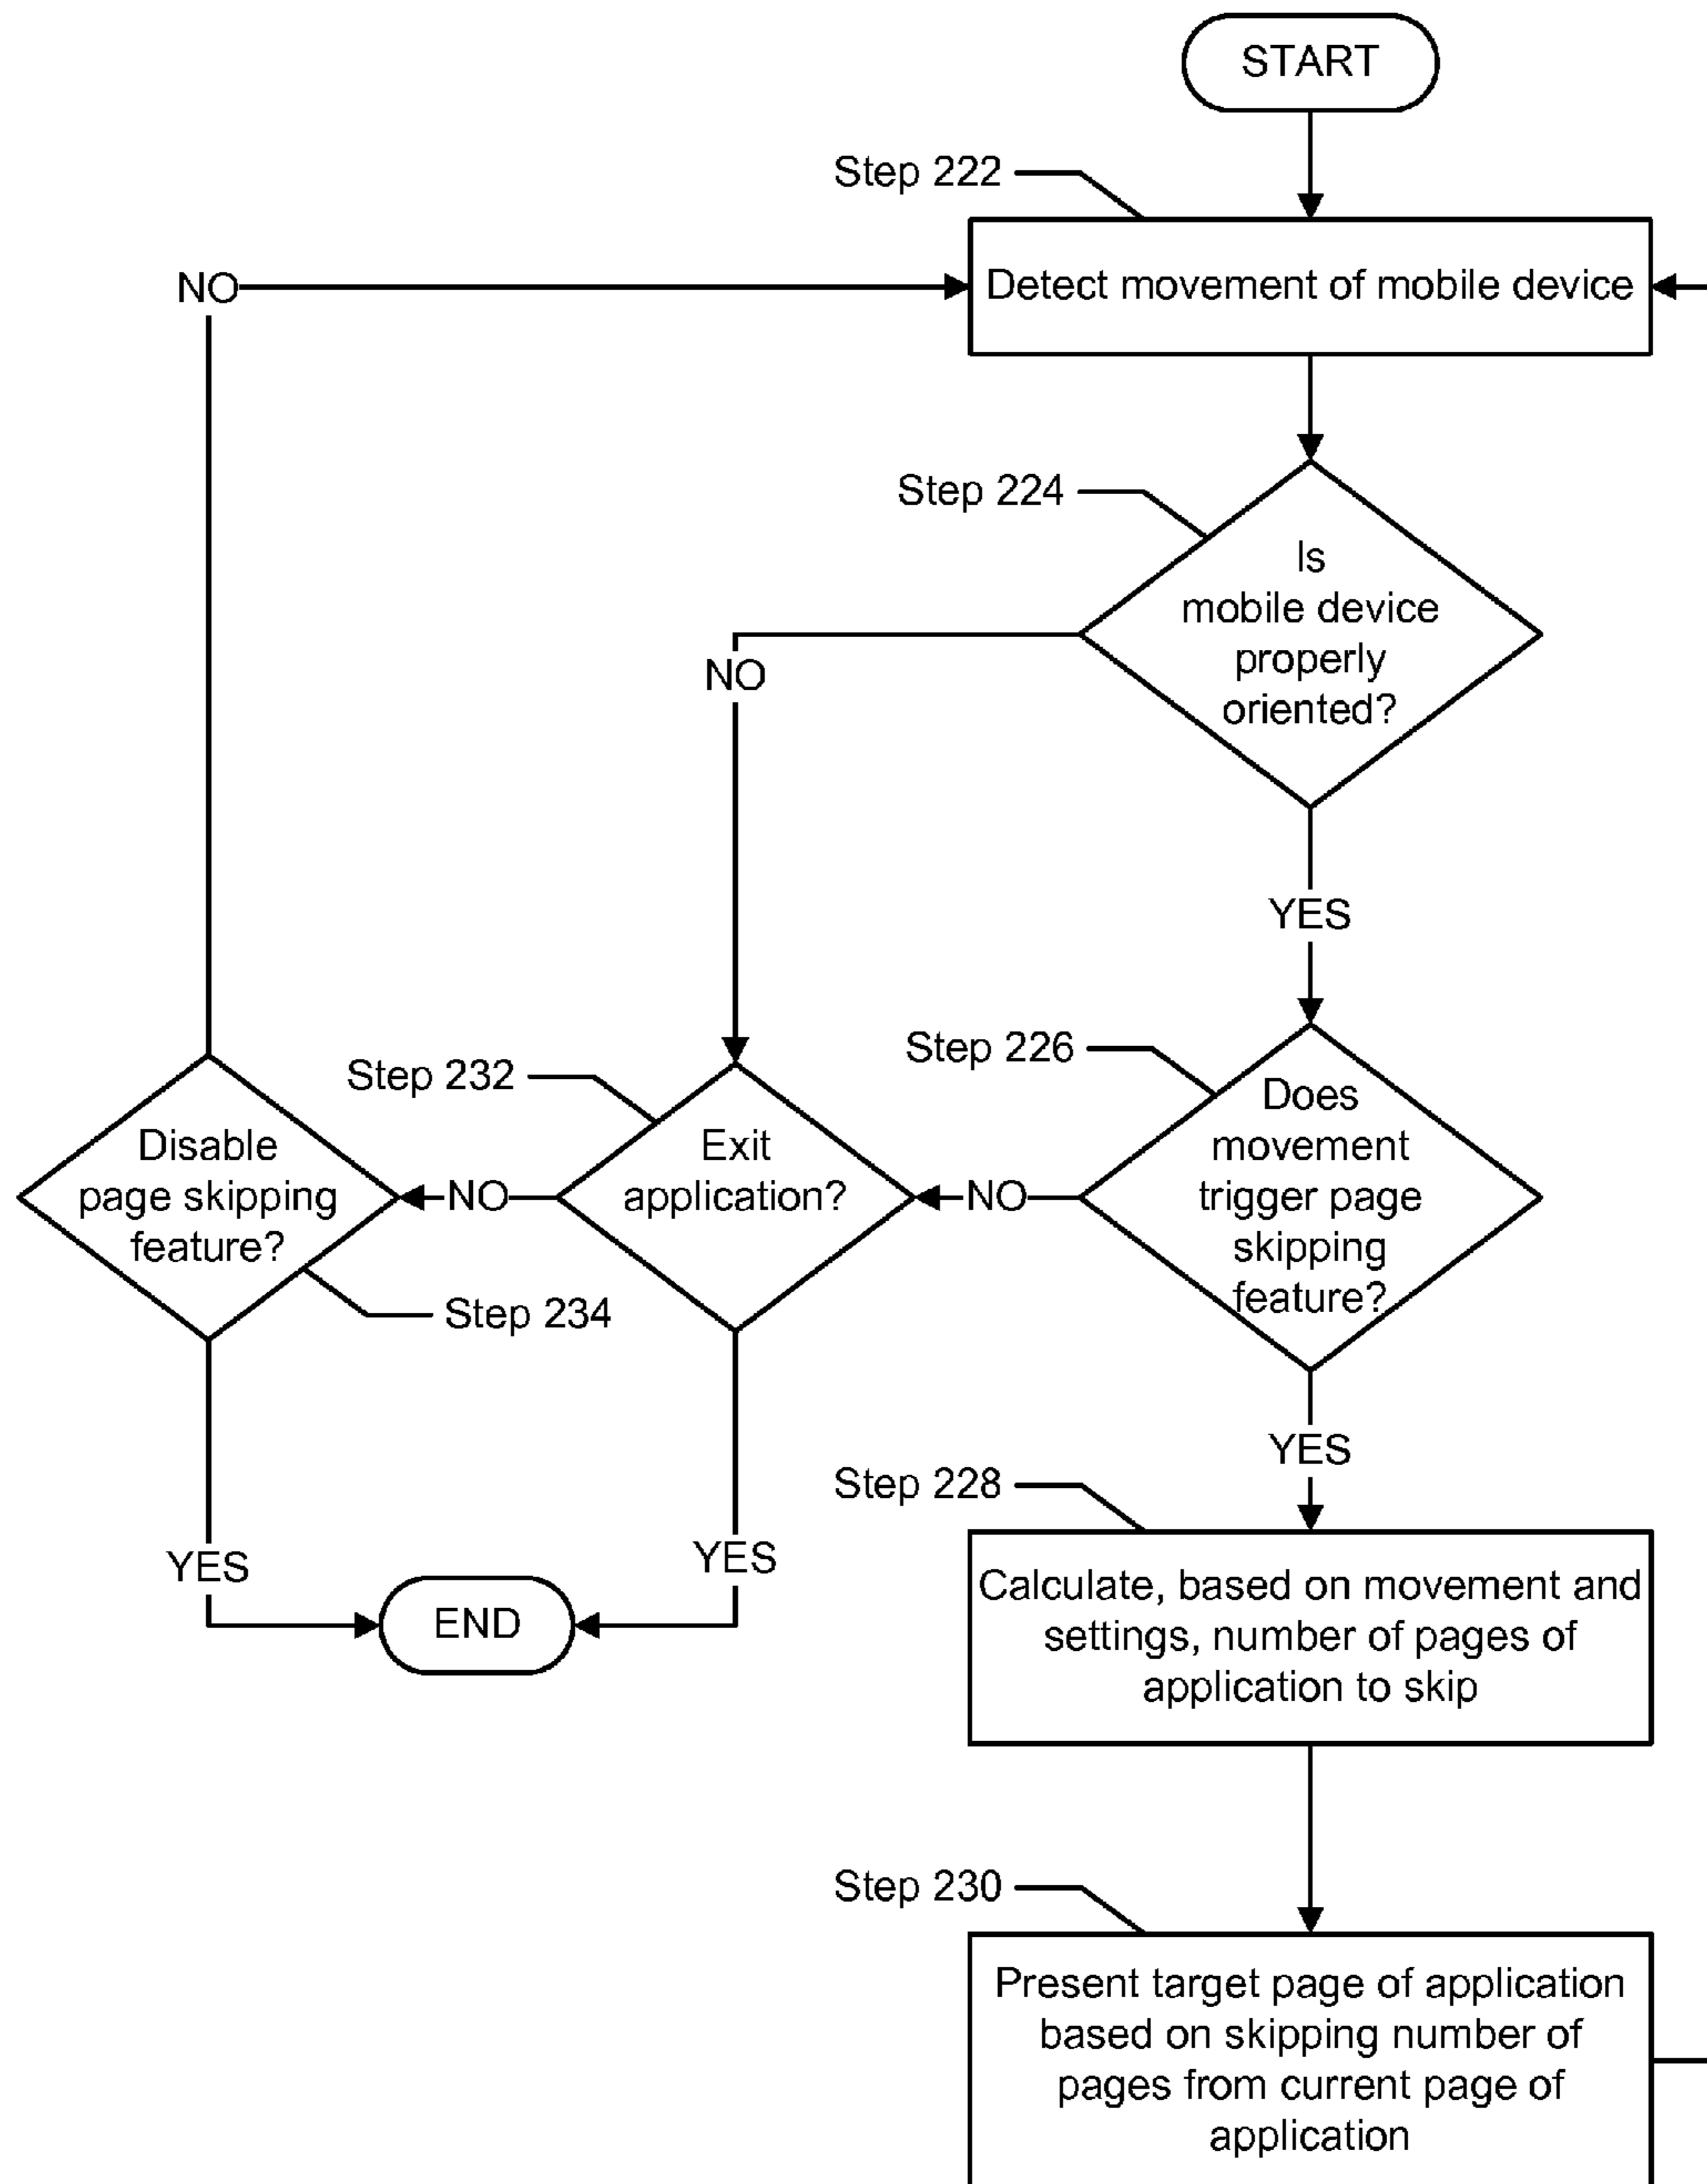 START
Step 222
NO
Detect movement of mobile device
Step 224
Is
mobile device
properly
oriented?
NO
YES
Step 226
Does
movement
trigger page
skipping
feature?
NO
Step 232
Exit
application?
NO
Disable
page skipping
feature?
Step 234
YES
YES
END
YES
Step 228
Calculate, based on movement and
settings, number of pages of
application to skip
Step 230
Present target page of application
based on skipping number of
pages from current page of
application